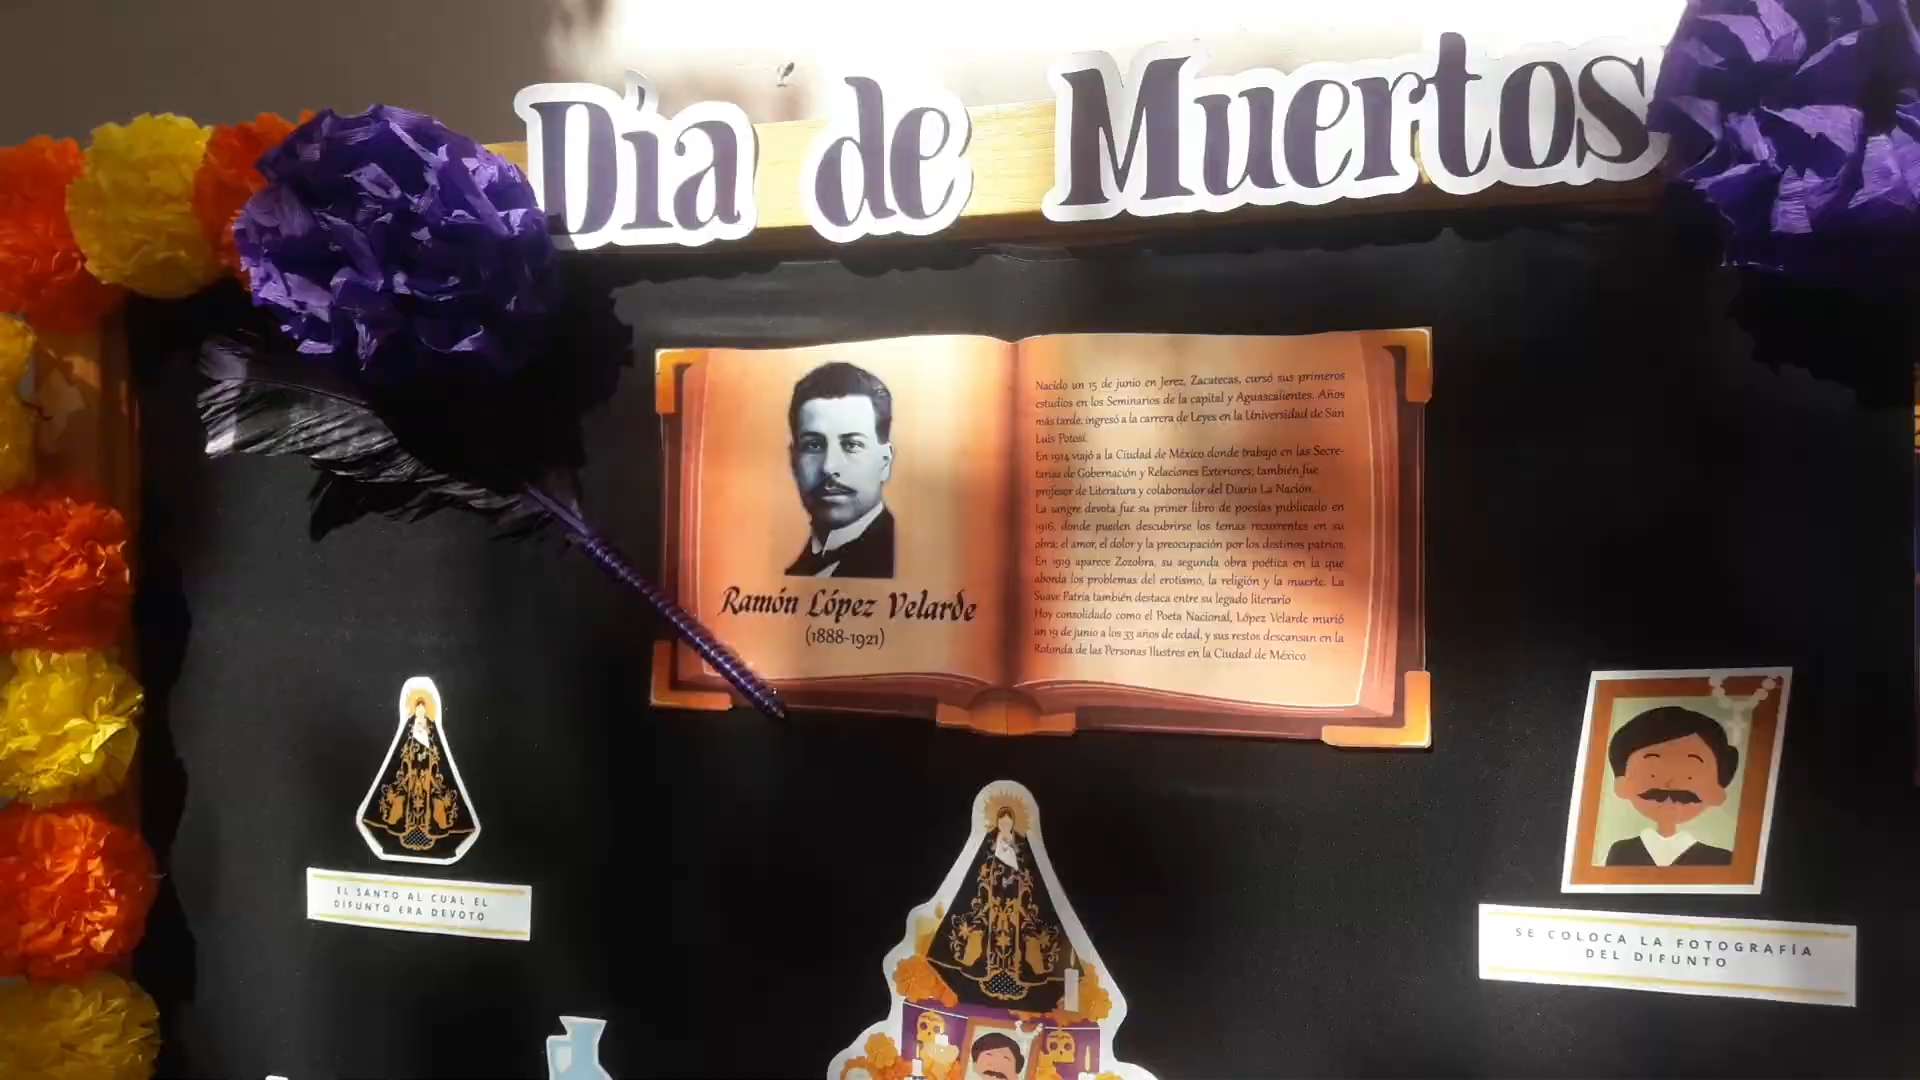 Día de Muertos
Nacido un 15 de junio en Jerez, Zacatecas, cursó sus primeros
estudios en los Seminarios de la capital y Aguascalientes. Años
más tarde, ingresó a la carrera de Leyes en la Universidad de San
Luis Potosí.
En 1914 viajó a la Ciudad de México donde trabajó en las Secre-
tarías de Gobernación y Relaciones Exteriores; también fue
profesor de Literatura y colaborador del Diario La Nación.
La sangre devota fue su primer libro de poesías publicado en
1916, donde pueden descubrirse los temas recurrentes en su
obra: el amor, el dolor y la preocupación por los destinos patrios.
En 1919 aparece Zozobra, su segunda obra poética en la que
aborda los problemas del erotismo, la religión y la muerte. La
Suave Patria también destaca entre su legado literario
Hoy consolidado como el Poeta Nacional, López Velarde murió
un 19 de junio a los 33 años de edad, y sus restos descansan en la
Rotonda de las Personas Ilustres en la Ciudad de México.
Ramón López Velarde
(1888-1921)
EL SANTO AL CUAL EL
DIFUNTO ERA DEVOTO
SE COLOCA LA FOTOGRAFÍA
DEL DIFUNTO